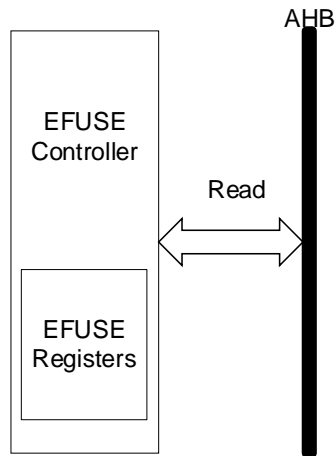 AHB
EFUSE
Controller
Read
EFUSE
Registers